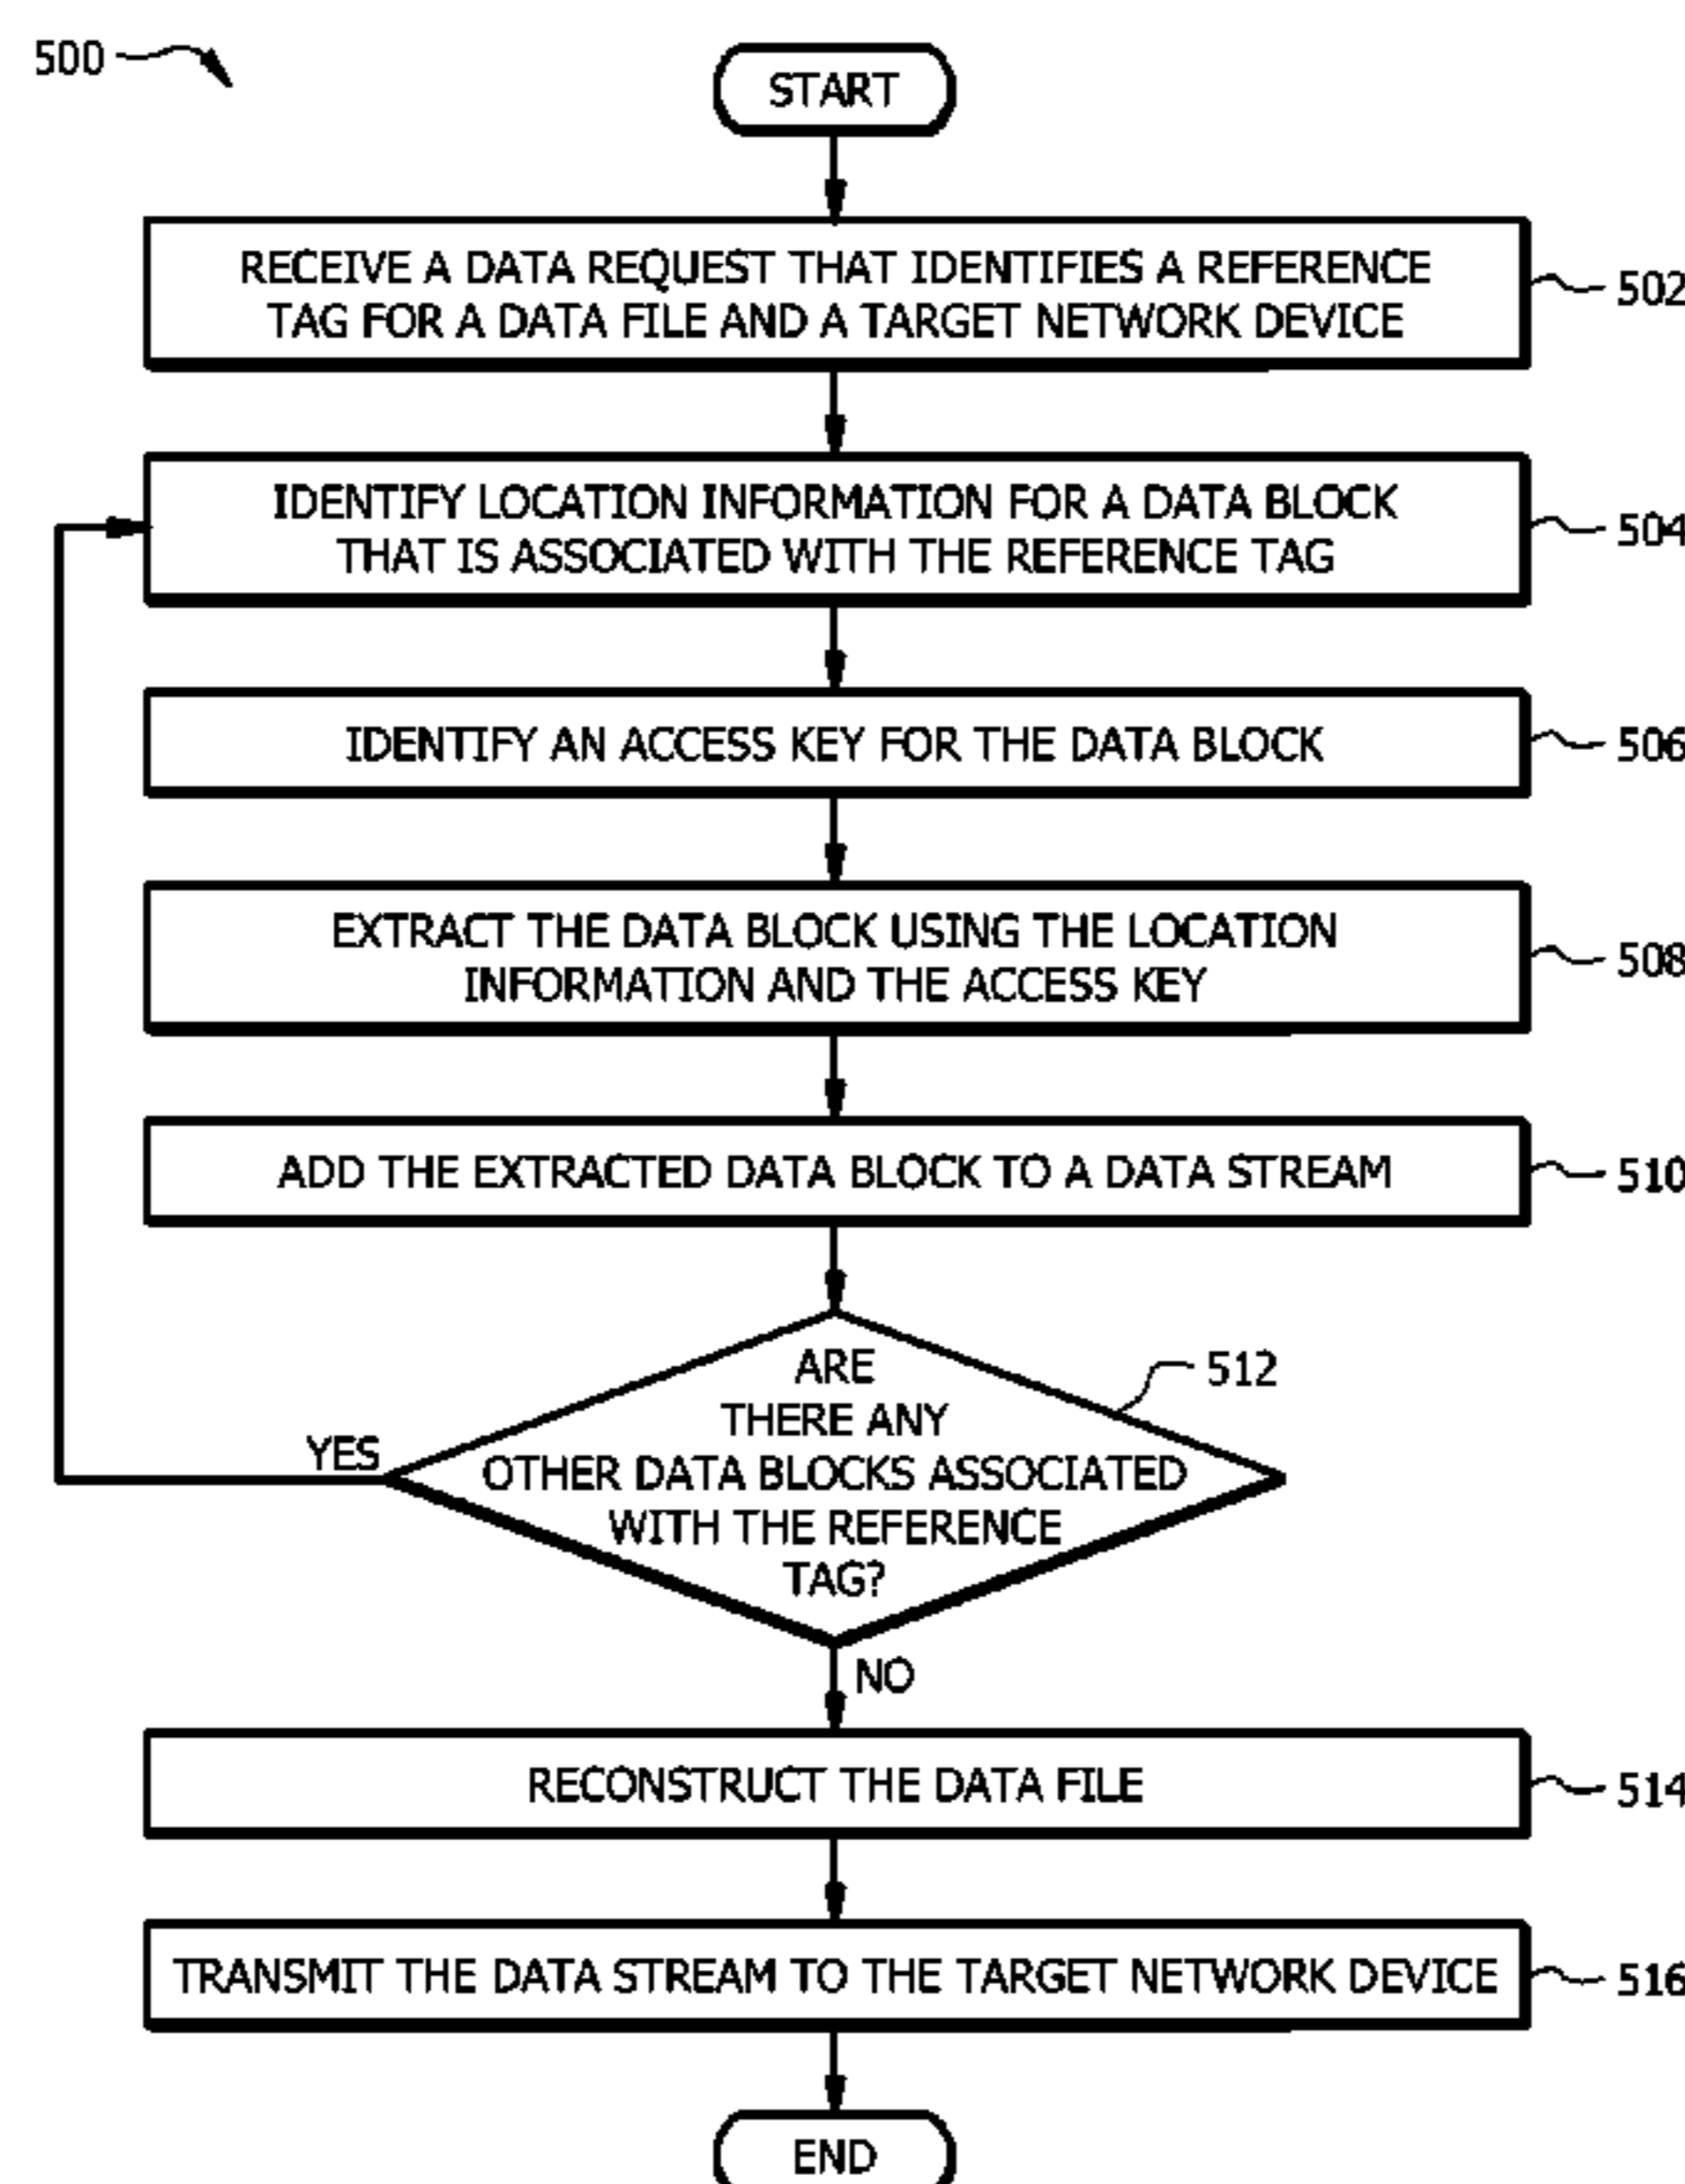 500
START
RECEIVE A DATA REQUEST THAT IDENTIFIES A REFERENCE
TAG FOR A DATA FILE AND A TARGET NETWORK DEVICE
502
IDENTIFY LOCATION INFORMATION FOR A DATA BLOCK
THAT IS ASSOCIATED WITH THE REFERENCE TAG
504
IDENTIFY AN ACCESS KEY FOR THE DATA BLOCK
506
EXTRACT THE DATA BLOCK USING THE LOCATION
INFORMATION AND THE ACCESS KEY
508
ADD THE EXTRACTED DATA BLOCK TO A DATA STREAM
510
ARE
THERE ANY
OTHER DATA BLOCKS ASSOCIATED
WITH THE REFERENCE
TAG?
512
YES
NO
RECONSTRUCT THE DATA FILE
514
TRANSMIT THE DATA STREAM TO THE TARGET NETWORK DEVICE
516
END